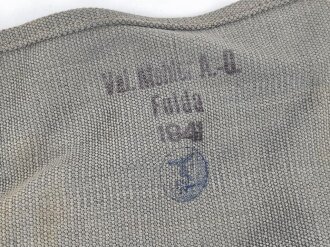 Val. Mehler A.-G.
Fulda
1941